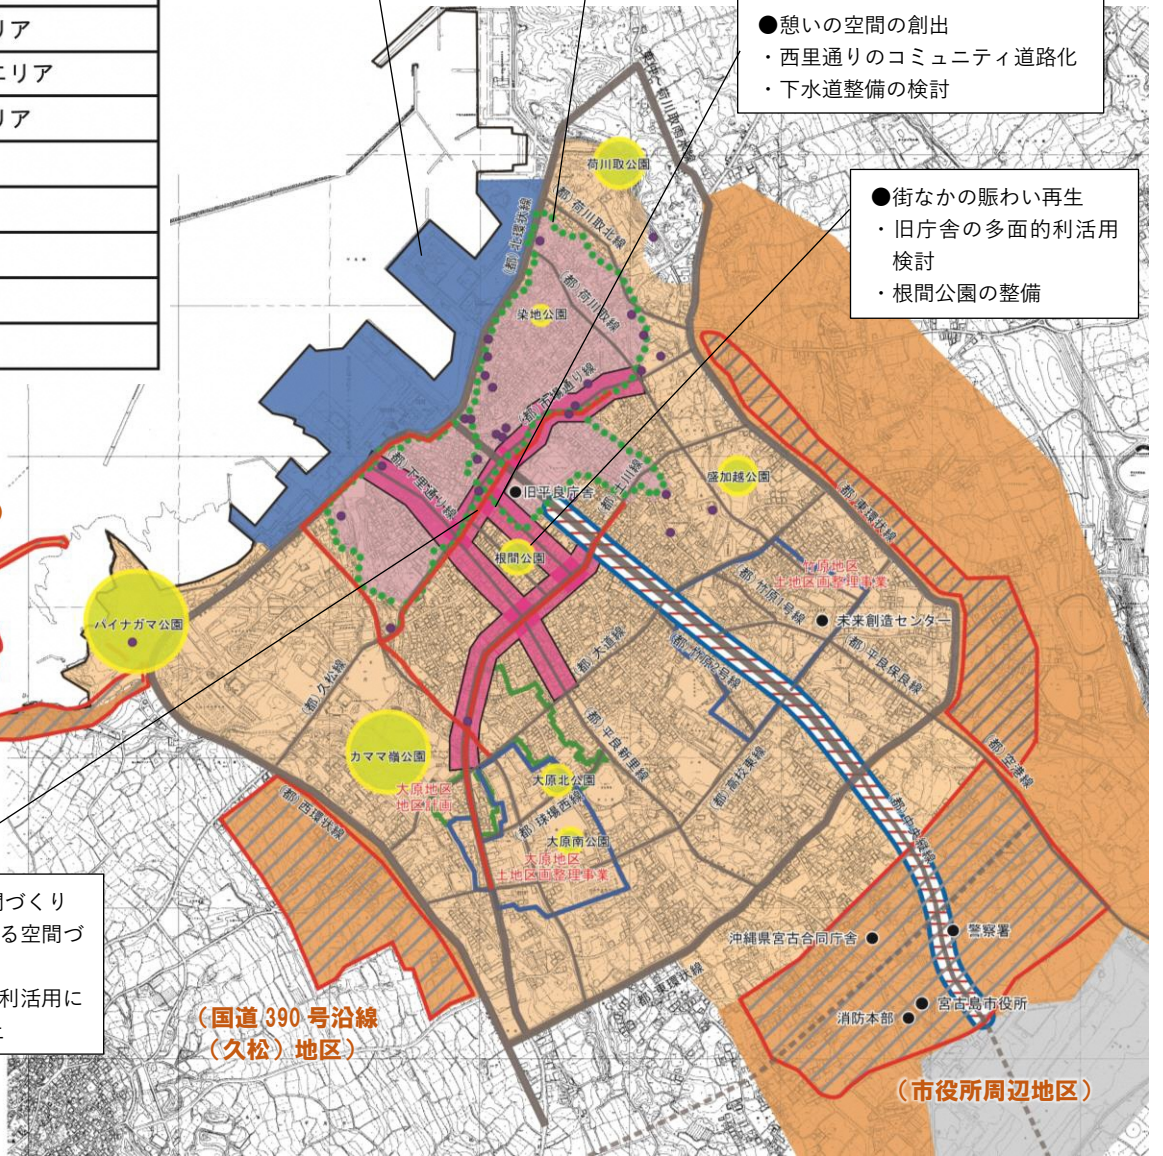 リア
エリア
リア
●憩いの空間の創出
・西里通りのコミュニティ道路化
・下水道整備の検討
●街なかの賑わい再生
・旧庁舎の多面的利活用
検討
・根間公園の整備
荷川取公園
(都)荷川取北線
(都)北環状線
(都)荷川取線
染地公園
(都)市場通り線
(都)下里通り線
旧平良庁舎
(都)土川線
盛加越公園
(都)東環状線
根間公園
竹原地区
土地区画整理事業
(都)竹原1号線
未来創造センター
パイナガマ公園
(都)大道線
(都)竹原2号線
(都)平良保良線
(都)久松線
カママ嶺公園
(都)平良新里線
(都)空港線
大原北公園
大原地区
地区計画
(都)高校東線
(都)西環状線
(都)球場西線
(都)中央縦線
大原南公園
大原地区
土地区画整理事業
間づくり
る空間づ
利活用に
沖縄県宮古合同庁舎
警察署
(都)東環状線
宮古島市役所
消防本部
(国道390号沿線
(久松)地区)
(市役所周辺地区)